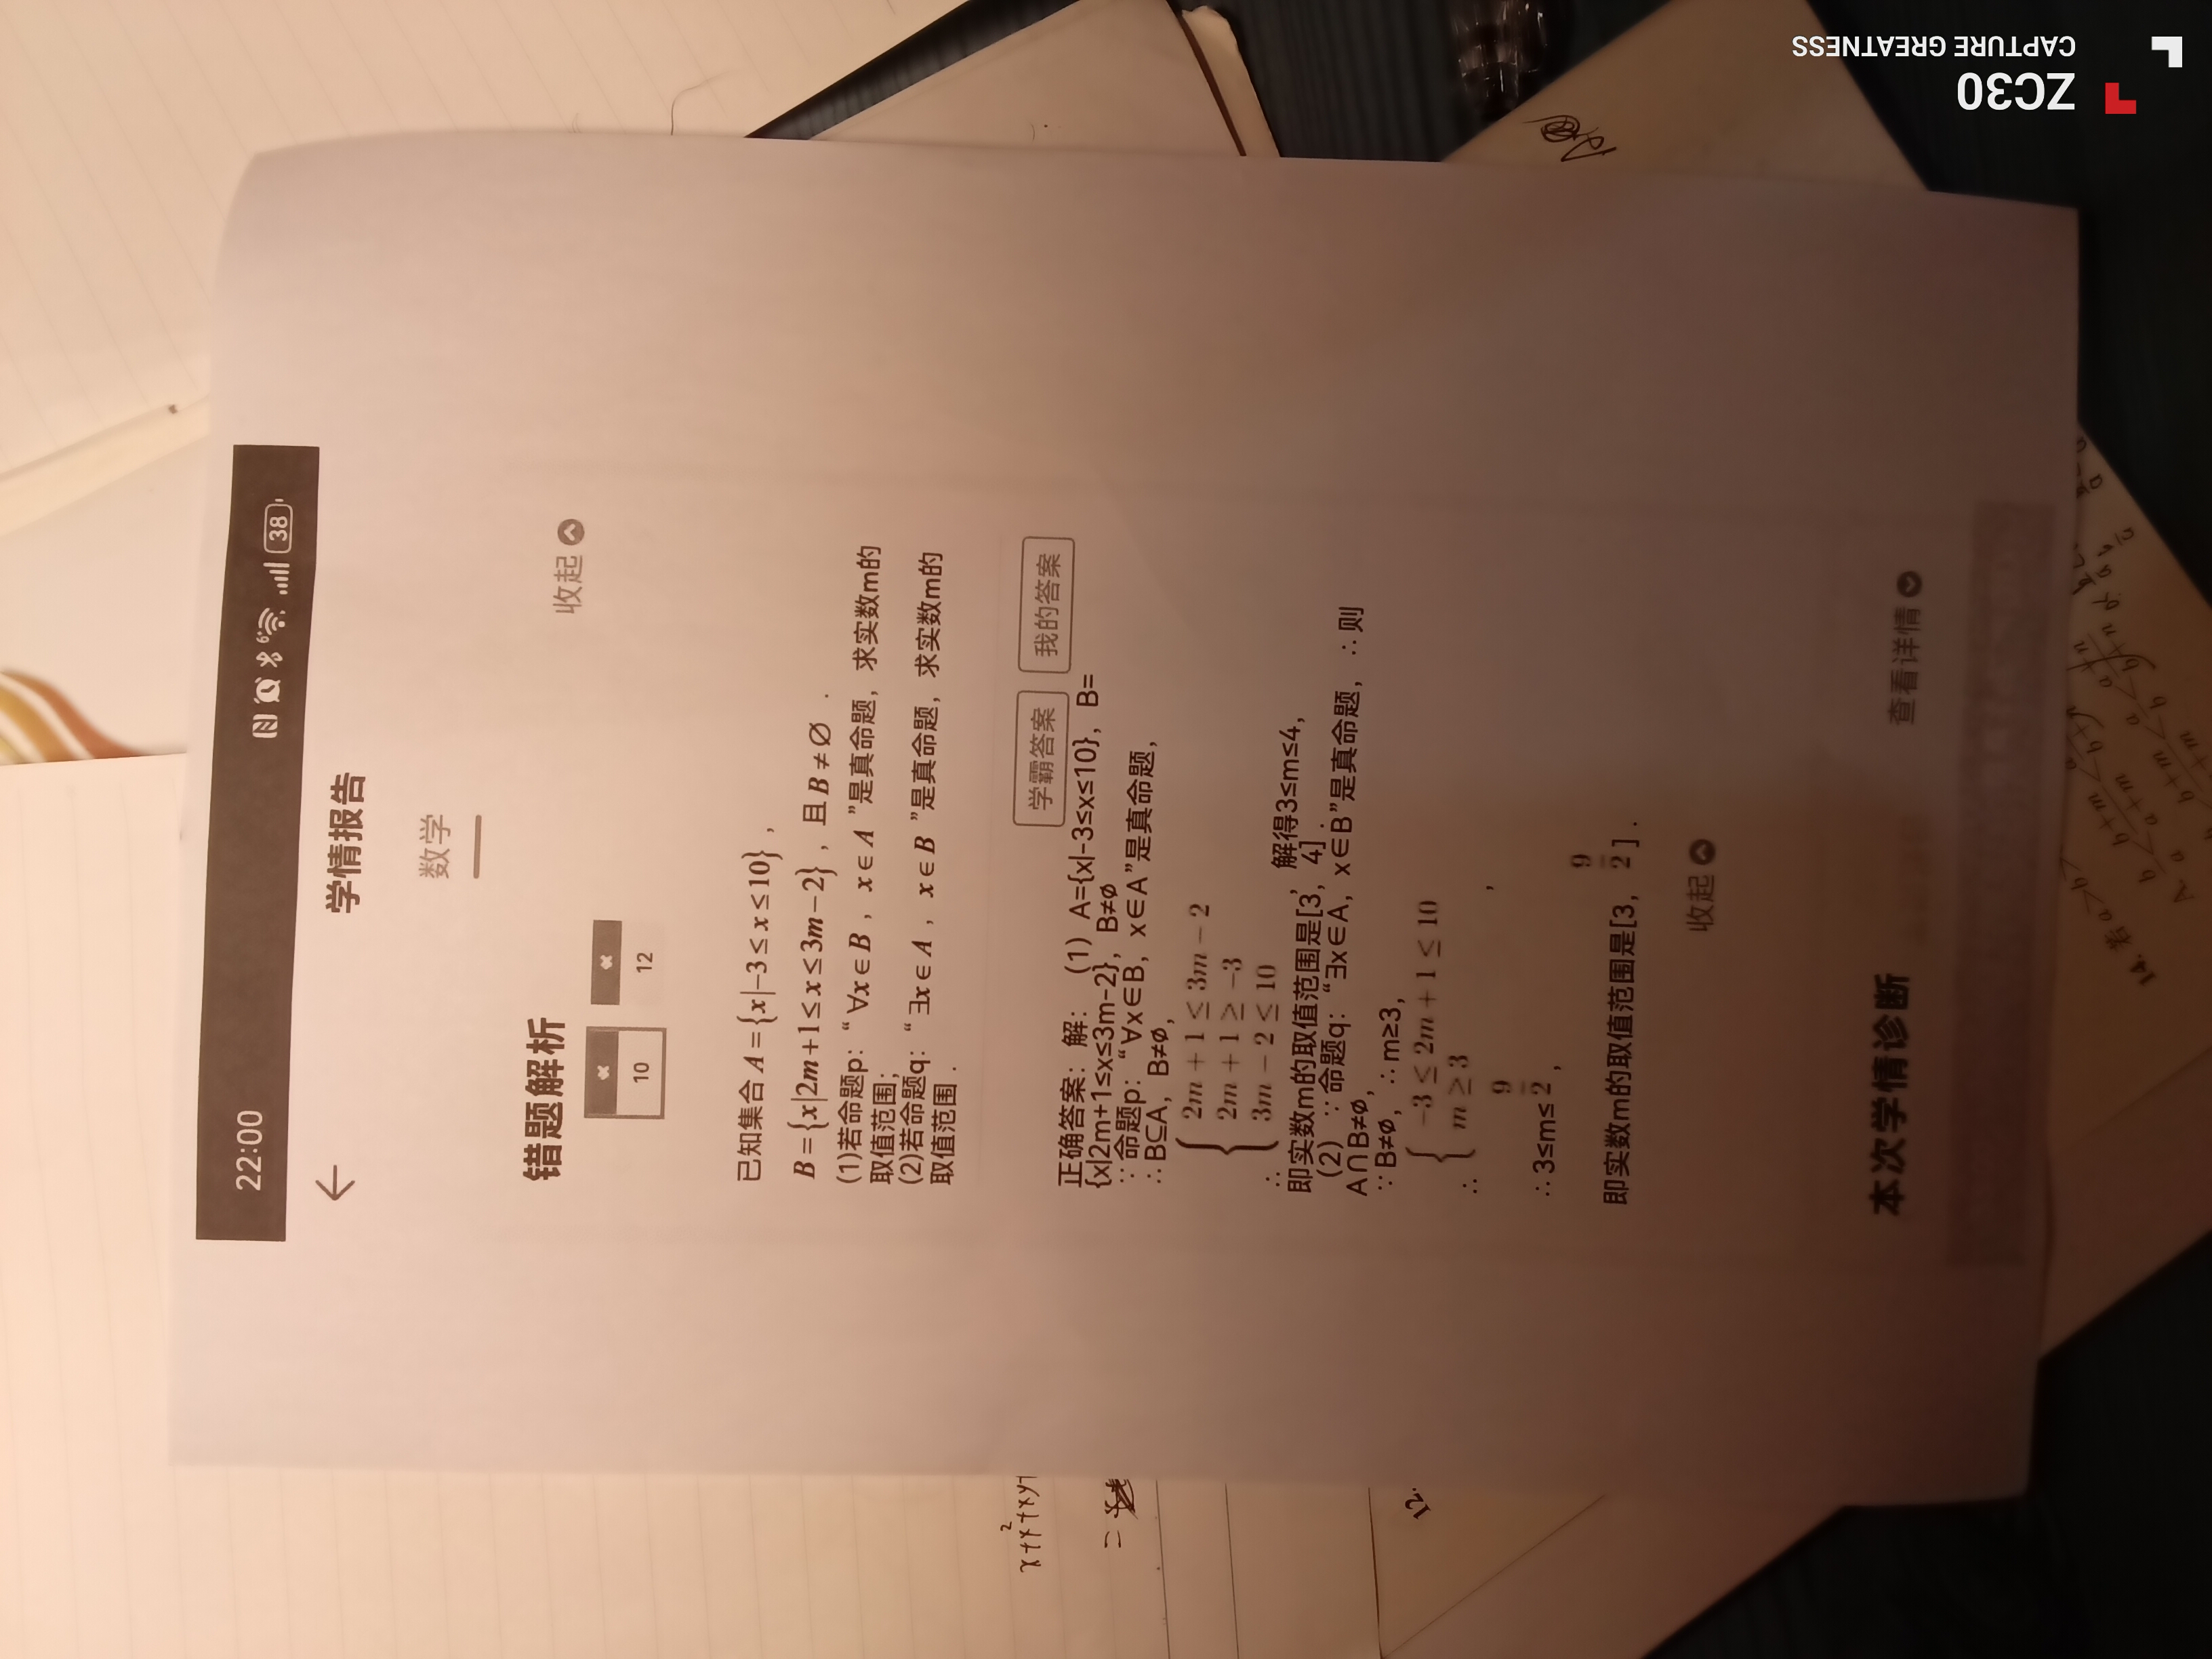 22:00 38
学情报告
数学
错题解析 收起
10 12
已知集合 A={x|-3≤x≤10},
B={x|2m+1≤x≤3m-2}, 且B≠∅.
(1)若命题p: “∀x∈B, x∈A”是真命题, 求实数m的
取值范围;
(2)若命题q: “∃x∈A, x∈B”是真命题, 求实数m的
取值范围.
学霸答案 我的答案
正确答案: 解: (1) A={x|-3≤x≤10}, B=
{x|2m+1≤x≤3m-2}, B≠∅
∵命题p: “∀x∈B, x∈A”是真命题,
∴B⊆A, B≠∅,
∴ { 2m+1≤3m-2
2m+1≥-3
3m-2≤10
解得3≤m≤4,
即实数m的取值范围是[3, 4].
(2) ∵命题q: “∃x∈A, x∈B”是真命题, ∴则
A∩B≠∅,
∵B≠∅, ∴m≥3,
∴ { -3≤2m+1≤10
m≥3 ,
∴3≤m≤9/2,
即实数m的取值范围是[3, 9/2].
收起
本次学情诊断 查看详情
ZC30
CAPTURE GREATNESS
12.
14. 若a>b>